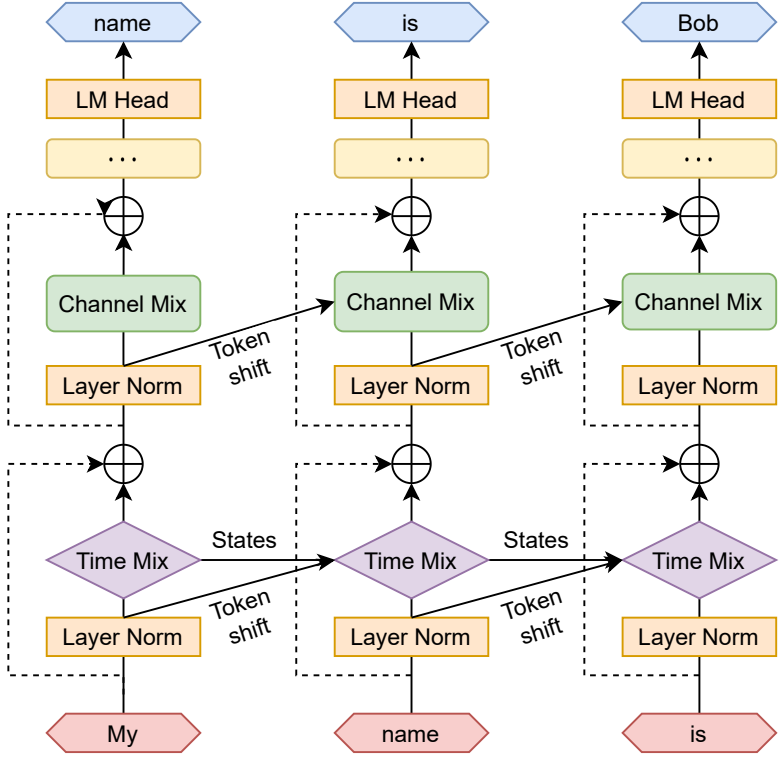 name
is
Bob
LM Head
LM Head
LM Head
...
...
...
Channel Mix
Channel Mix
Channel Mix
Token
shift
Token
shift
Layer Norm
Layer Norm
Layer Norm
States
States
Time Mix
Time Mix
Time Mix
Token
shift
Token
shift
Layer Norm
Layer Norm
Layer Norm
My
name
is